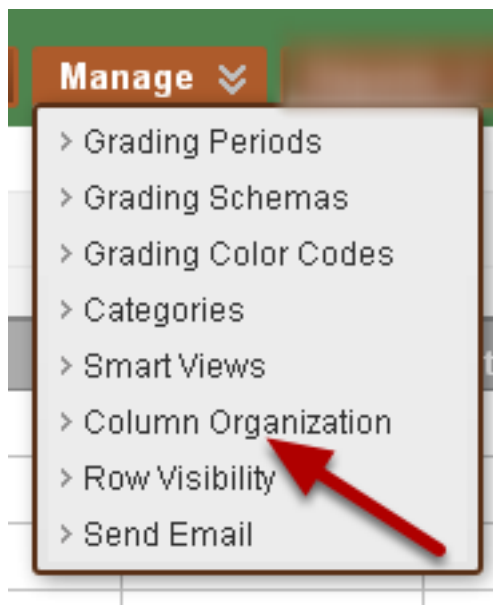 Manage
> Grading Periods
> Grading Schemas
> Grading Color Codes
> Categories
> Smart Views
> Column Organization
> Row Visibility
> Send Email